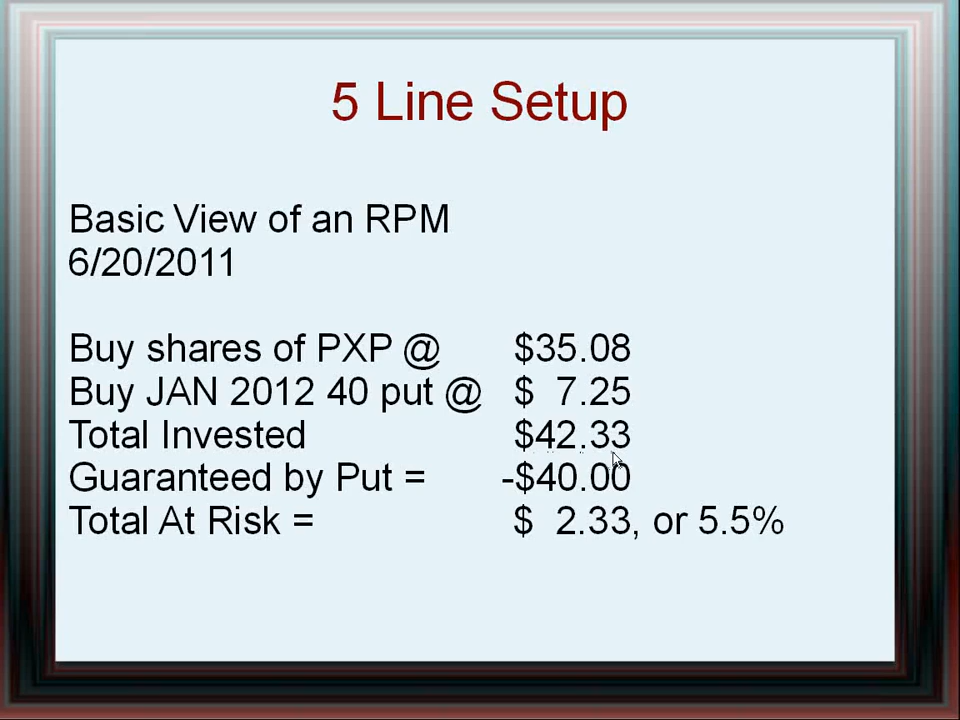 5 Line Setup
Basic View of an RPM
6/20/2011
Buy shares of PXP @ $35.08
Buy JAN 2012 40 put @ $ 7.25
Total Invested $42.33
Guaranteed by Put = -$40.00
Total At Risk = $ 2.33, or 5.5%